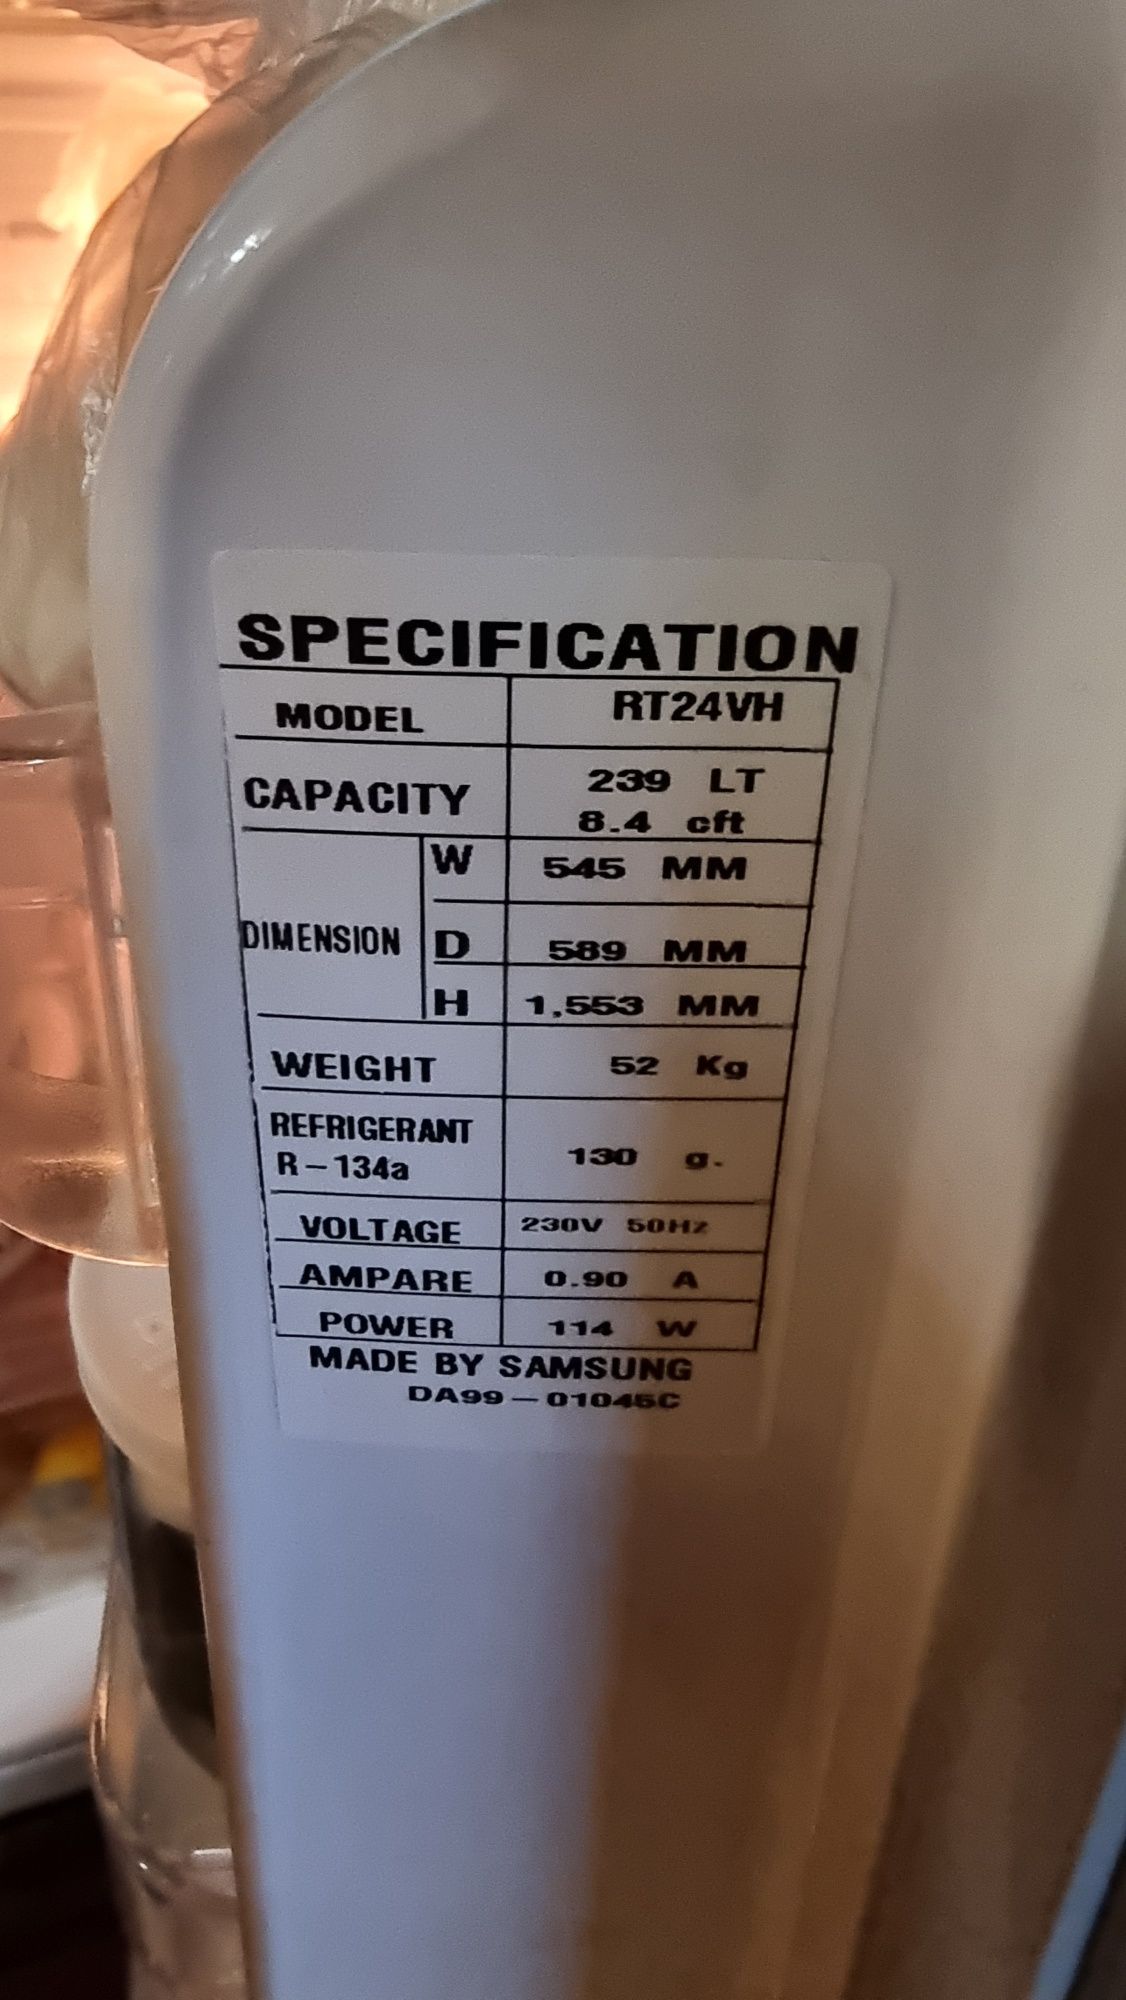 SPECIFICATION
MODEL RT24VH
CAPACITY 239 LT
8.4 cft
DIMENSION W 545 MM
D 589 MM
H 1,553 MM
WEIGHT 52 Kg
REFRIGERANT
R-134a 130 g.
VOLTAGE 230V 50Hz
AMPARE 0.90 A
POWER 114 W
MADE BY SAMSUNG
DA99-01045C